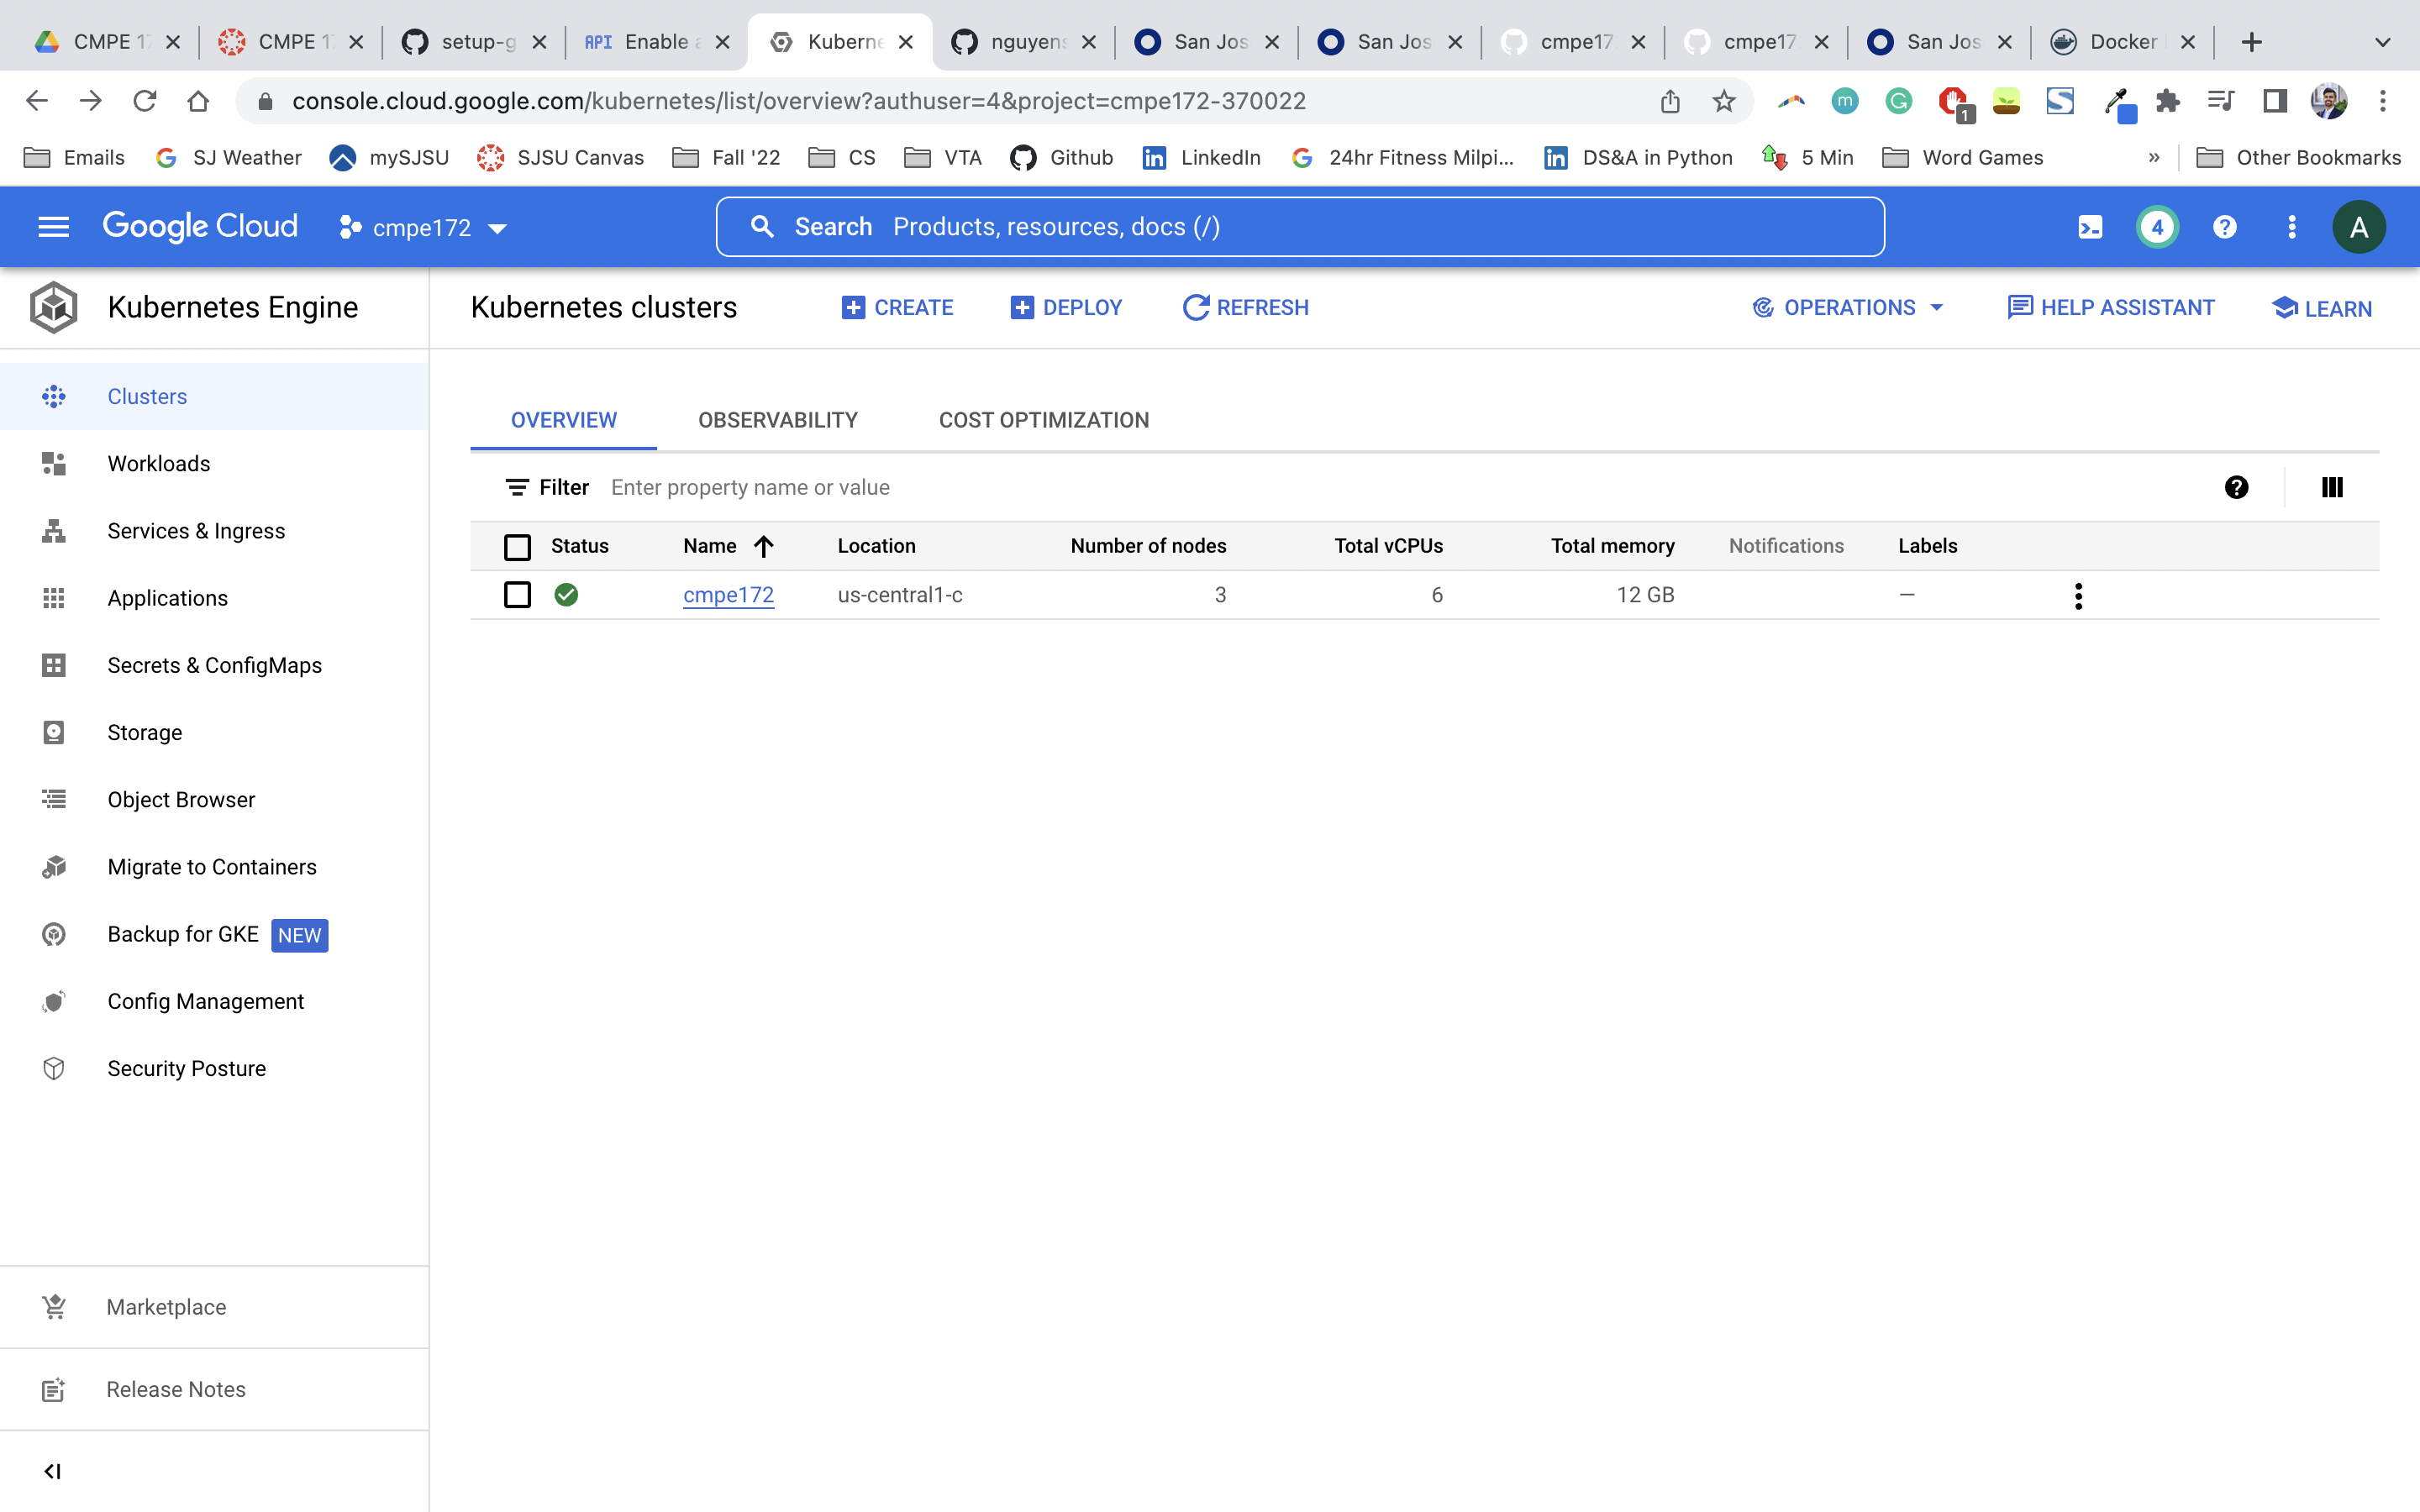 CMPE 17
CMPE 17
setup-g
API Enable a
Kuberne
nguyens
San Jos
San Jos
cmpe17
cmpe17
San Jos
Docker
console.cloud.google.com/kubernetes/list/overview?authuser=4&project=cmpe172-370022
m
G
1
Emails
SJ Weather
mySJSU
SJSU Canvas
Fall '22
CS
VTA
Github
LinkedIn
24hr Fitness Milpi...
DS&A in Python
5 Min
Word Games
»
Other Bookmarks
Google Cloud
cmpe172
Search Products, resources, docs (/)
4
A
Kubernetes Engine
Kubernetes clusters
CREATE
DEPLOY
REFRESH
OPERATIONS
HELP ASSISTANT
LEARN
Clusters
Workloads
Services & Ingress
Applications
Secrets & ConfigMaps
Storage
Object Browser
Migrate to Containers
Backup for GKE NEW
Config Management
Security Posture
Marketplace
Release Notes
OVERVIEW
OBSERVABILITY
COST OPTIMIZATION
Filter Enter property name or value
Status Name Location Number of nodes Total vCPUs Total memory Notifications Labels
cmpe172 us-central1-c 3 6 12 GB —